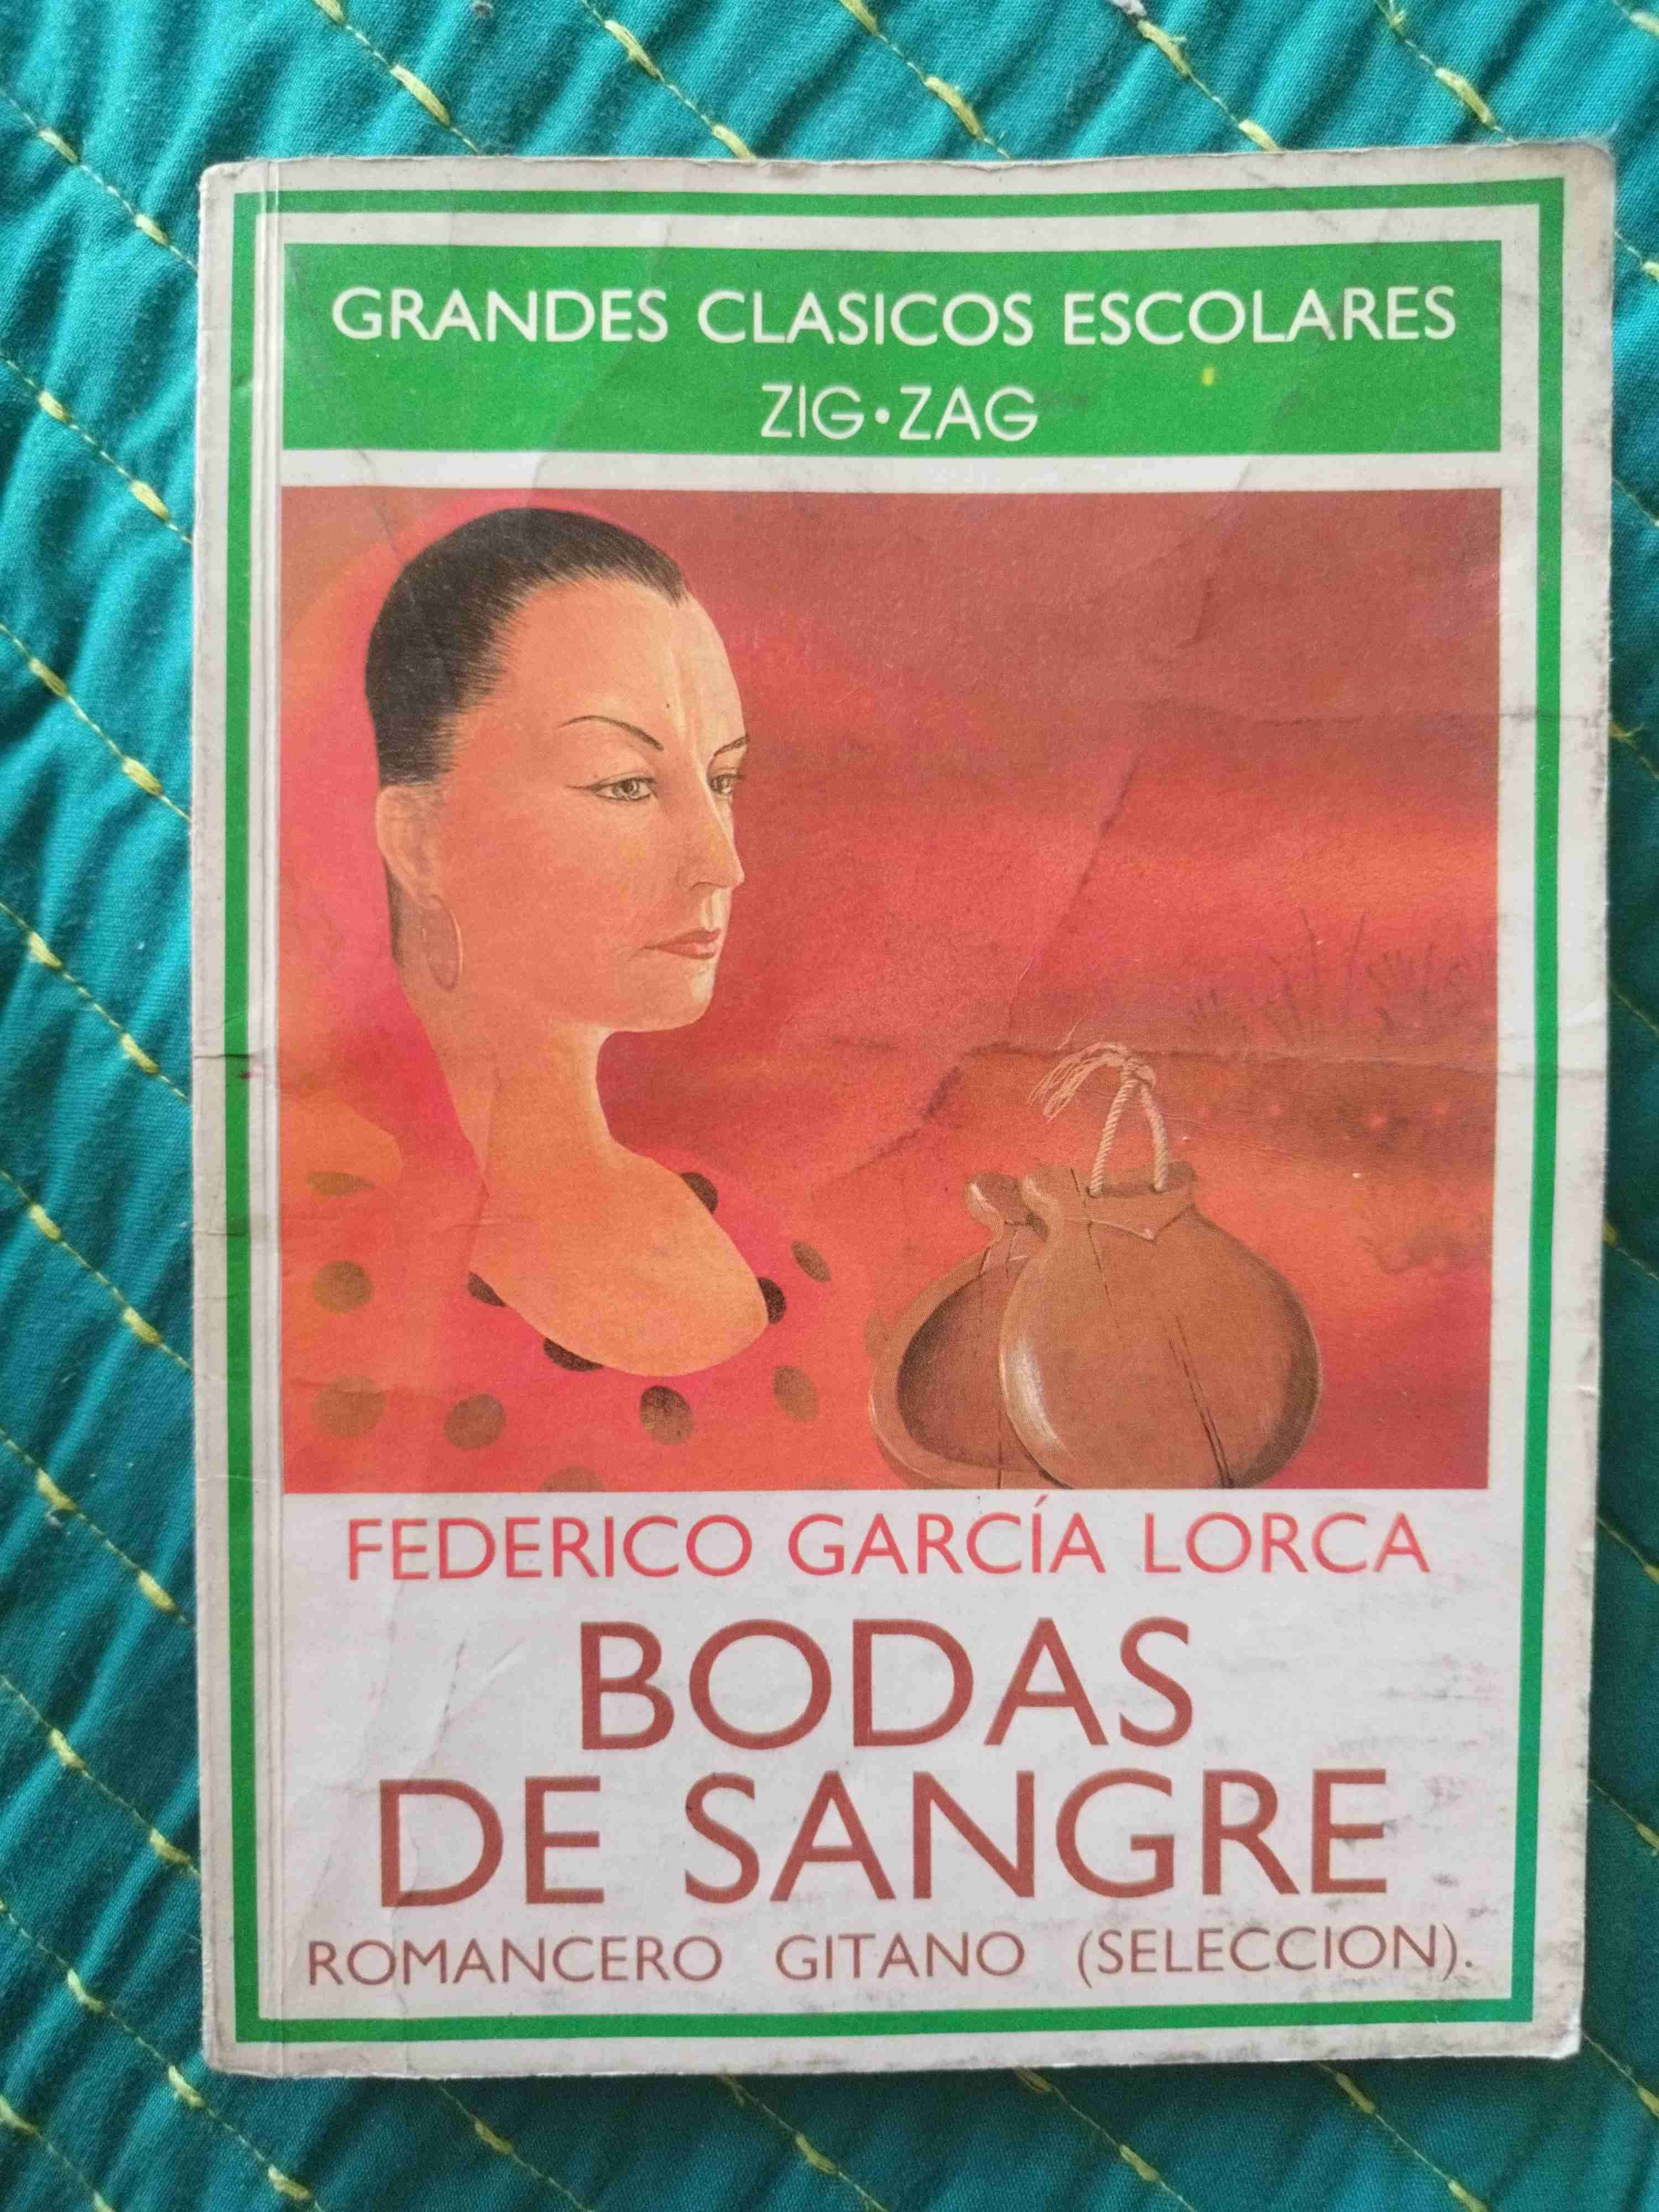 GRANDES CLASICOS ESCOLARES
ZIG•ZAG
FEDERICO GARCÍA LORCA
BODAS
DE SANGRE
ROMANCERO GITANO (SELECCION).